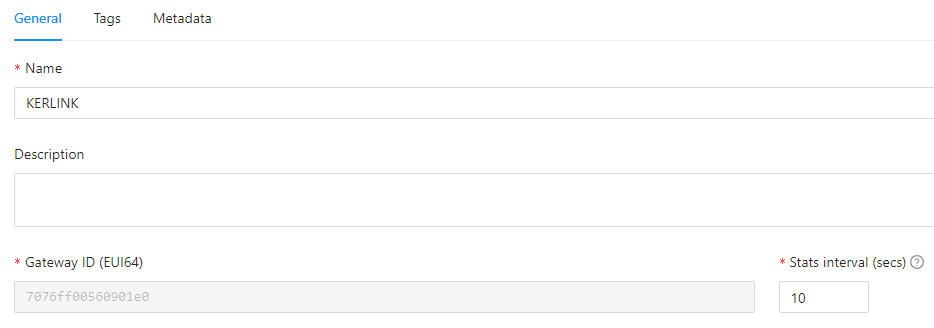 General Tags Metadata
* Name
KERLINK
Description
* Gateway ID (EUI64) * Stats interval (secs)
7076ff00560901e0 10